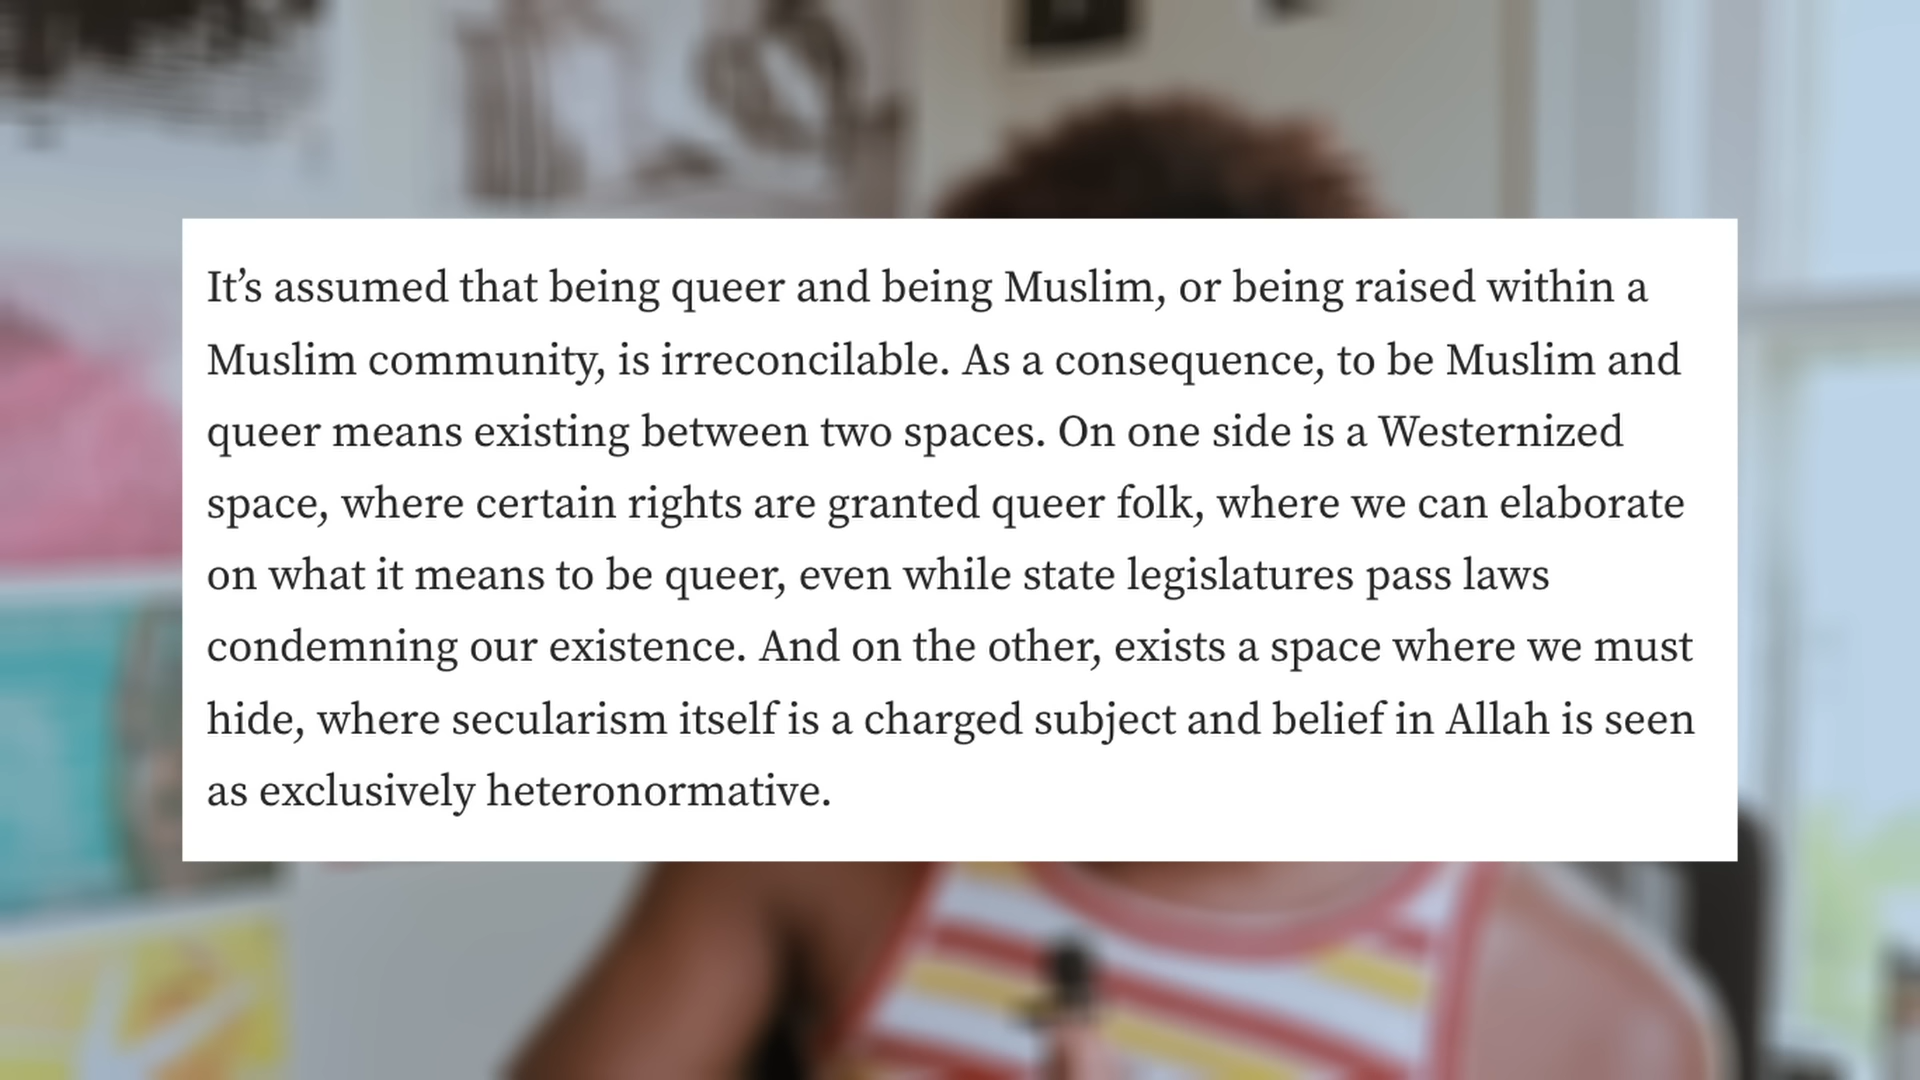 It’s assumed that being queer and being Muslim, or being raised within a
Muslim community, is irreconcilable. As a consequence, to be Muslim and
queer means existing between two spaces. On one side is a Westernized
space, where certain rights are granted queer folk, where we can elaborate
on what it means to be queer, even while state legislatures pass laws
condemning our existence. And on the other, exists a space where we must
hide, where secularism itself is a charged subject and belief in Allah is seen
as exclusively heteronormative.